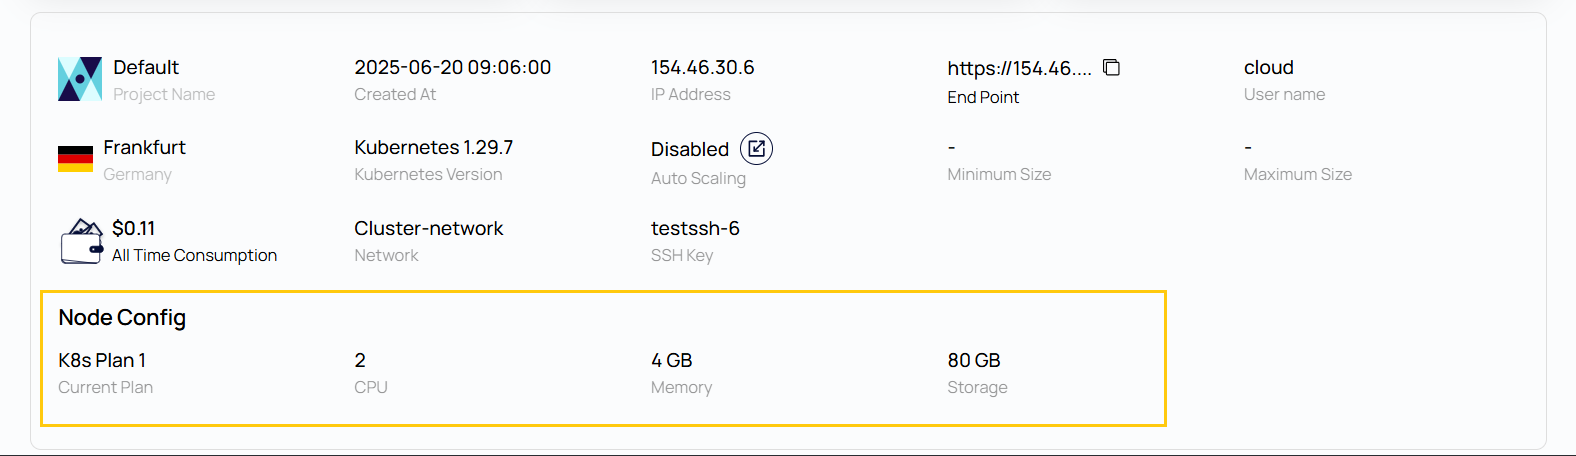 Default
Project Name
2025-06-20 09:06:00
Created At
154.46.30.6
IP Address
https://154.46....
End Point
cloud
User name
Frankfurt
Germany
Kubernetes 1.29.7
Kubernetes Version
Disabled
Auto Scaling
-
Minimum Size
-
Maximum Size
$0.11
All Time Consumption
Cluster-network
Network
testssh-6
SSH Key
Node Config
K8s Plan 1
Current Plan
2
CPU
4 GB
Memory
80 GB
Storage